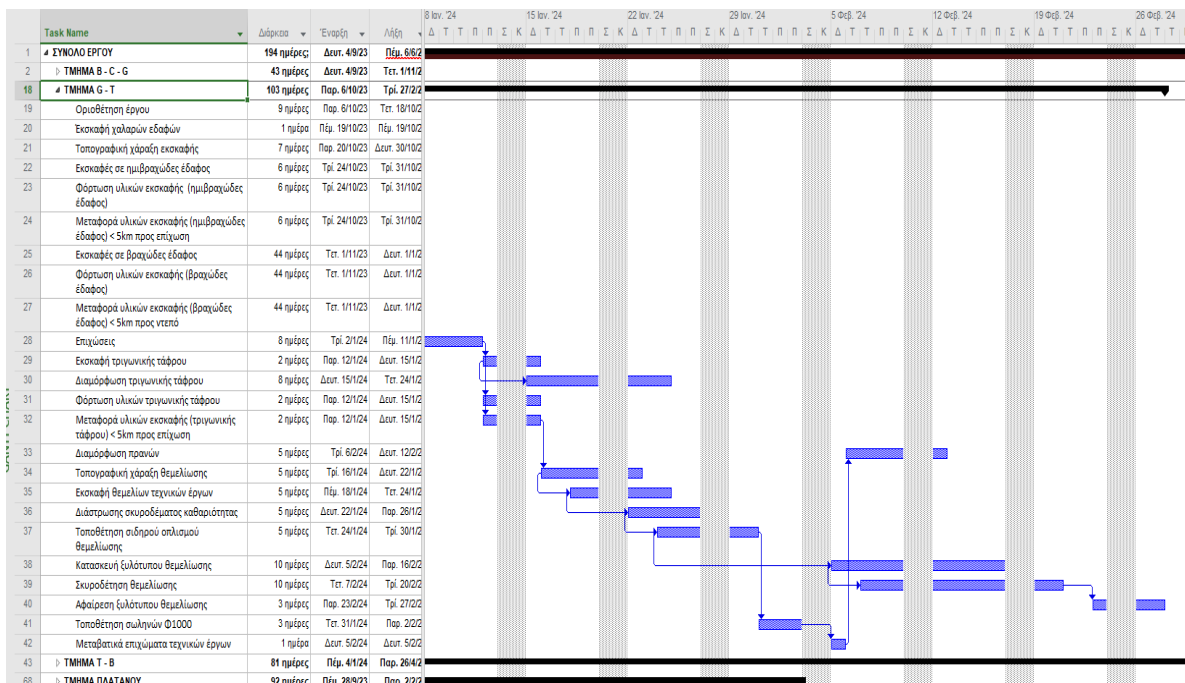 8 Ιαν. '24 15 Ιαν. '24 22 Ιαν. '24 29 Ιαν. '24 5 Φεβ. '24 12 Φεβ. '24 19 Φεβ. '24 26 Φεβ. '24
Task Name Διάρκεια Έναρξη Λήξη Δ Τ Τ Π Π Σ Κ Δ Τ Τ Π Π Σ Κ Δ Τ Τ Π Π Σ Κ Δ Τ Τ Π Π Σ Κ Δ Τ Τ Π Π Σ Κ Δ Τ Τ Π Π Σ Κ Δ Τ Τ Π Π Σ Κ Δ Τ Τ Π
1 ΣΥΝΟΛΟ ΕΡΓΟΥ 194 ημέρες Δευτ. 4/9/23 Πέμ. 6/6/2
2 ΤΜΗΜΑ B - C - G 43 ημέρες Δευτ. 4/9/23 Τετ. 1/11/2
18 ΤΜΗΜΑ G - T 103 ημέρες Παρ. 6/10/23 Τρί. 27/2/2
19 Οριοθέτηση έργου 9 ημέρες Παρ. 6/10/23 Τετ. 18/10/2
20 Έκσκαφή χαλαρών εδαφών 1 ημέρα Πέμ. 19/10/23 Πέμ. 19/10/2
21 Τοπογραφική χάραξη εκσκαφής 7 ημέρες Παρ. 20/10/23 Δευτ. 30/10/2
22 Εκσκαφές σε ημιβραχώδες έδαφος 6 ημέρες Τρί. 24/10/23 Τρί. 31/10/2
23 Φόρτωση υλικών εκσκαφής (ημιβραχώδες 6 ημέρες Τρί. 24/10/23 Τρί. 31/10/2
έδαφος)
24 Μεταφορά υλικών εκσκαφής (ημιβραχώδες 6 ημέρες Τρί. 24/10/23 Τρί. 31/10/2
έδαφος) < 5km προς επίχωση
25 Εκσκαφές σε βραχώδες έδαφος 44 ημέρες Τετ. 1/11/23 Δευτ. 1/1/2
26 Φόρτωση υλικών εκσκαφής (βραχώδες 44 ημέρες Τετ. 1/11/23 Δευτ. 1/1/2
έδαφος)
27 Μεταφορά υλικών εκσκαφής (βραχώδες 44 ημέρες Τετ. 1/11/23 Δευτ. 1/1/2
έδαφος) < 5km προς ντεπό
28 Επιχώσεις 8 ημέρες Τρί. 2/1/24 Πέμ. 11/1/2
29 Εκσκαφή τριγωνικής τάφρου 2 ημέρες Παρ. 12/1/24 Δευτ. 15/1/2
30 Διαμόρφωση τριγωνικής τάφρου 8 ημέρες Δευτ. 15/1/24 Τετ. 24/1/2
31 Φόρτωση υλικών τριγωνικής τάφρου 2 ημέρες Παρ. 12/1/24 Δευτ. 15/1/2
32 Μεταφορά υλικών εκσκαφής (τριγωνικής 2 ημέρες Παρ. 12/1/24 Δευτ. 15/1/2
τάφρου) < 5km προς επίχωση
33 Διαμόρφωση πρανών 5 ημέρες Τρί. 6/2/24 Δευτ. 12/2/2
34 Τοπογραφική χάραξη θεμελίωσης 5 ημέρες Τρί. 16/1/24 Δευτ. 22/1/2
35 Εκσκαφή θεμελίων τεχνικών έργων 5 ημέρες Πέμ. 18/1/24 Τετ. 24/1/2
36 Διάστρωσης σκυροδέματος καθαριότητας 5 ημέρες Δευτ. 22/1/24 Παρ. 26/1/2
37 Τοποθέτηση σιδηρού οπλισμού 5 ημέρες Τετ. 24/1/24 Τρί. 30/1/2
θεμελίωσης
38 Κατασκευή ξυλότυπου θεμελίωσης 10 ημέρες Δευτ. 5/2/24 Παρ. 16/2/2
39 Σκυροδέτηση θεμελίωσης 10 ημέρες Τετ. 7/2/24 Τρί. 20/2/2
40 Αφαίρεση ξυλότυπου θεμελίωσης 3 ημέρες Παρ. 23/2/24 Τρί. 27/2/2
41 Τοποθέτηση σωληνών Φ1000 3 ημέρες Τετ. 31/1/24 Παρ. 2/2/2
42 Μεταβατικά επιχώματα τεχνικών έργων 1 ημέρα Δευτ. 5/2/24 Δευτ. 5/2/2
43 ΤΜΗΜΑ T - B 81 ημέρες Πέμ. 4/1/24 Παρ. 26/4/2
68 ΤΜΗΜΑ ΠΛΑΤΑΝΟΥ 92 ημέρες Πέμ. 28/9/23 Παρ. 2/2/2